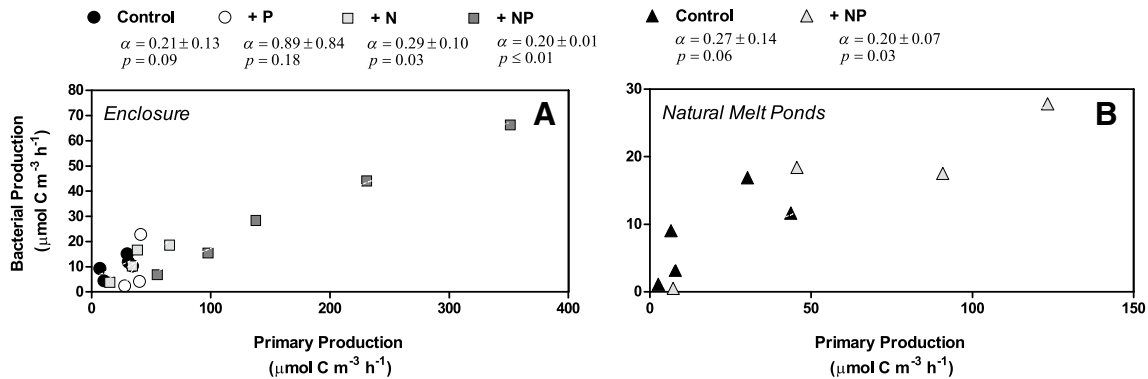 Control + P + N + NP
α = 0.21 ± 0.13 α = 0.89 ± 0.84 α = 0.29 ± 0.10 α = 0.20 ± 0.01
p = 0.09 p = 0.18 p = 0.03 p ≤ 0.01
Control + NP
α = 0.27 ± 0.14 α = 0.20 ± 0.07
p = 0.06 p = 0.03
Enclosure A
Bacterial Production
(μmol C m⁻³ h⁻¹)
80
70
60
50
40
30
20
10
0
0 100 200 300 400
Primary Production
(μmol C m⁻³ h⁻¹)
Natural Melt Ponds B
30
20
10
0
0 50 100 150
Primary Production
(μmol C m⁻³ h⁻¹)